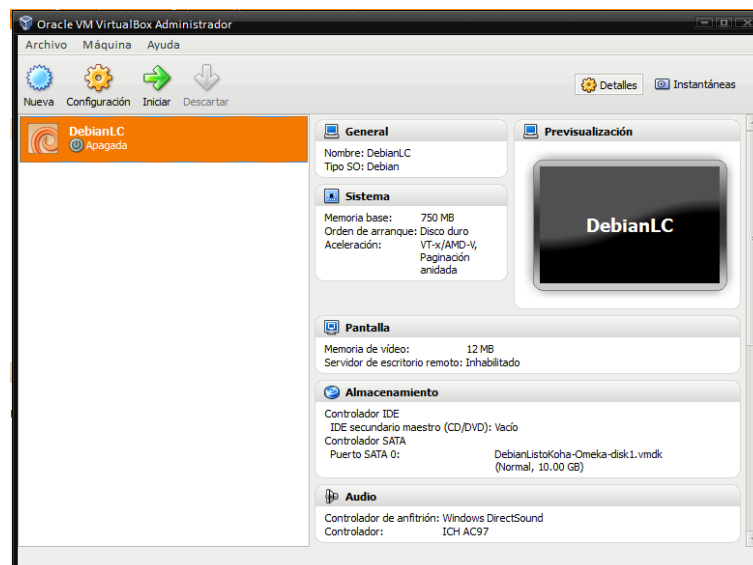 Oracle VM VirtualBox Administrador
Archivo Máquina Ayuda
Nueva Configuración Iniciar Descartar
Detalles Instantáneas
DebianLC
Apagada
General
Nombre: DebianLC
Tipo SO: Debian
Sistema
Memoria base: 750 MB
Orden de arranque: Disco duro
Aceleración: VT-x/AMD-V,
Paginación
anidada
Previsualización
DebianLC
Pantalla
Memoria de vídeo: 12 MB
Servidor de escritorio remoto: Inhabilitado
Almacenamiento
Controlador IDE
IDE secundario maestro (CD/DVD): Vacío
Controlador SATA
Puerto SATA 0: DebianListoKoha-Omeka-disk1.vmdk
(Normal, 10.00 GB)
Audio
Controlador de anfitrión: Windows DirectSound
Controlador: ICH AC97